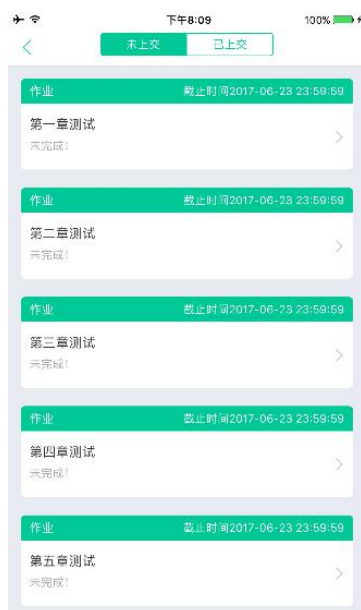 下午8:09 100%
未上交 已上交
作业 截止时间2017-06-23 23:59:59
第一章测试
未完成!
作业 截止时间2017-06-23 23:59:59
第二章测试
未完成!
作业 截止时间2017-06-23 23:59:59
第三章测试
未完成!
作业 截止时间2017-06-23 23:59:59
第四章测试
未完成!
作业 截止时间2017-06-23 23:59:59
第五章测试
未完成!